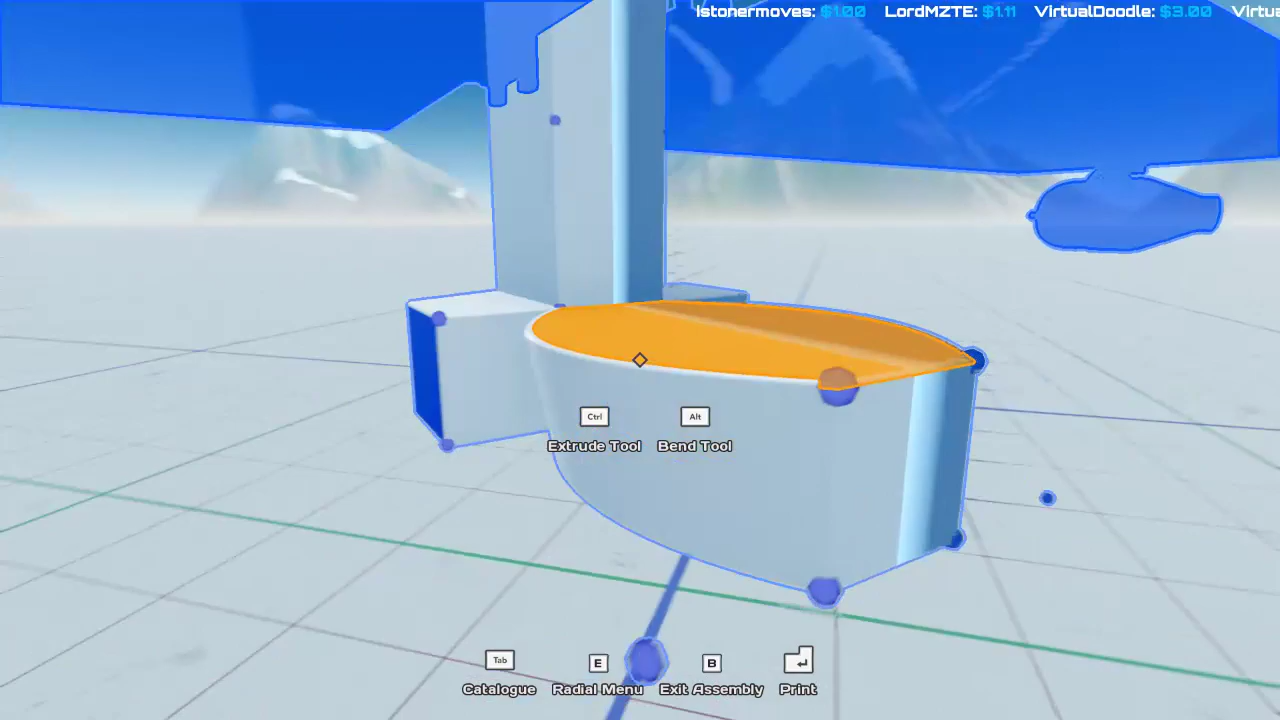 Istonermoves: $1.00 LordMZTE: $1.11 VirtualDoodle: $3.00 Virtua
Ctrl Alt
Extrude Tool Bend Tool
Tab E B
Catalogue Radial Menu Exit Assembly Print